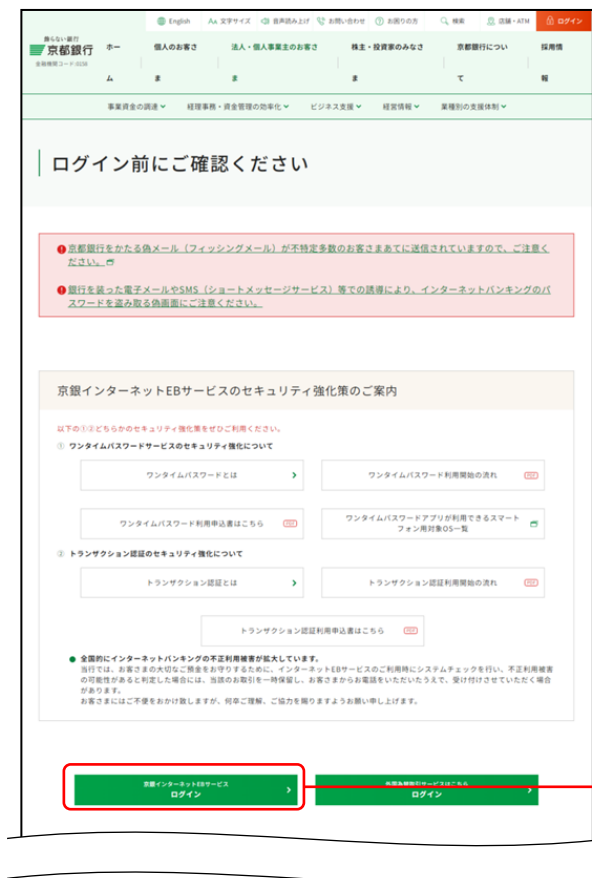 English Aa 文字サイズ 音声読み上げ お問い合わせ お困りの方 検索 店舗・ATM ログイン
飾らない銀行
京都銀行
金融機関コード:0158
ホーム 個人のお客さま 法人・個人事業主のお客さま 株主・投資家のみなさま 京都銀行について 採用情報
事業資金の調達 経理事務・資金管理の効率化 ビジネス支援 経営情報 業種別の支援体制
ログイン前にご確認ください
京都銀行をかたる偽メール（フィッシングメール）が不特定多数のお客さまあてに送信されていますので、ご注意く
ださい。
銀行を装った電子メールやSMS（ショートメッセージサービス）等での誘導により、インターネットバンキングのパ
スワードを盗み取る偽画面にご注意ください。
京銀インターネットEBサービスのセキュリティ強化策のご案内
以下の①②どちらかのセキュリティ強化策をぜひご利用ください。
① ワンタイムパスワードサービスのセキュリティ強化について
ワンタイムパスワードとは
ワンタイムパスワード利用開始の流れ PDF
ワンタイムパスワード利用申込書はこちら PDF
ワンタイムパスワードアプリが利用できるスマート
フォン用対象OS一覧
② トランザクション認証のセキュリティ強化について
トランザクション認証とは
トランザクション認証利用開始の流れ PDF
トランザクション認証利用申込書はこちら PDF
● 全国的にインターネットバンキングの不正利用被害が拡大しています。
当行では、お客さまの大切なご預金をお守りするために、インターネットEBサービスのご利用時にシステムチェックを行い、不正利用被害
の可能性があると判定した場合には、当該のお取引を一時保留し、お客さまからお電話をいただいたうえで、受け付けさせていただく場合
があります。
お客さまにはご不便をおかけ致しますが、何卒ご理解、ご協力を賜りますようお願い申し上げます。
京銀インターネットEBサービス
ログイン
外国為替取引サービスはこちら
ログイン